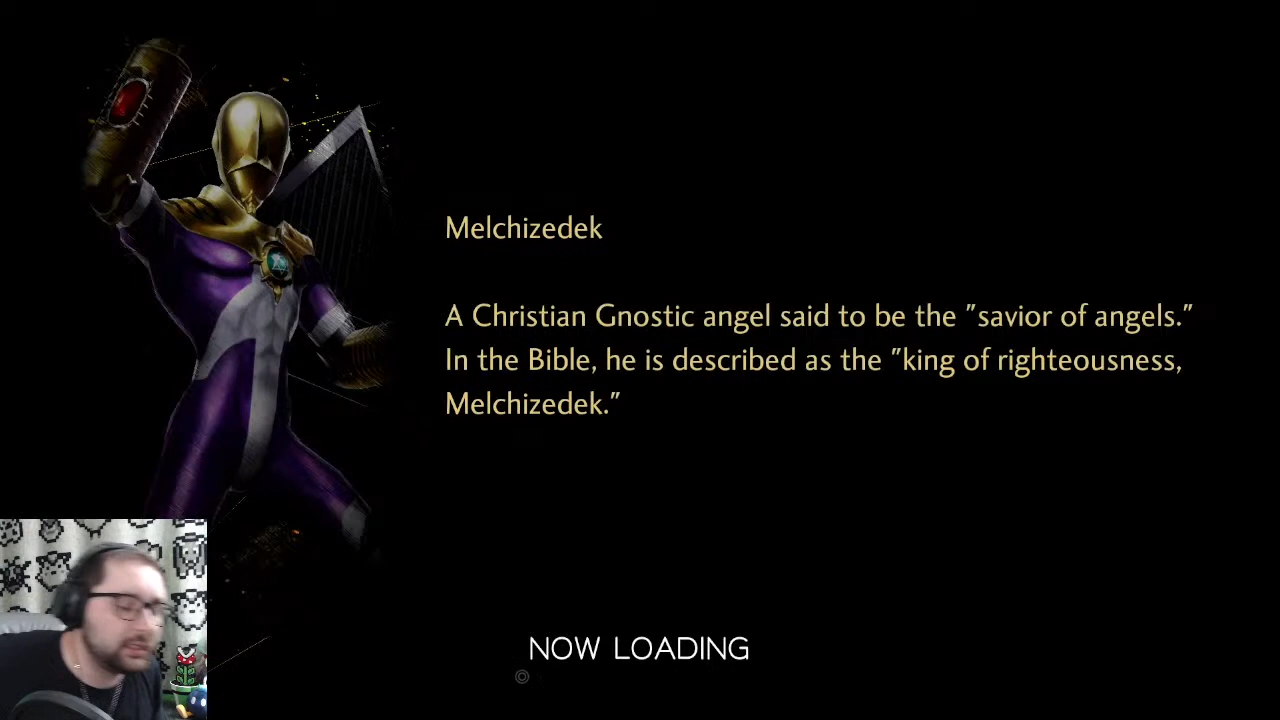 Melchizedek
A Christian Gnostic angel said to be the "savior of angels."
In the Bible, he is described as the "king of righteousness,
Melchizedek."
NOW LOADING